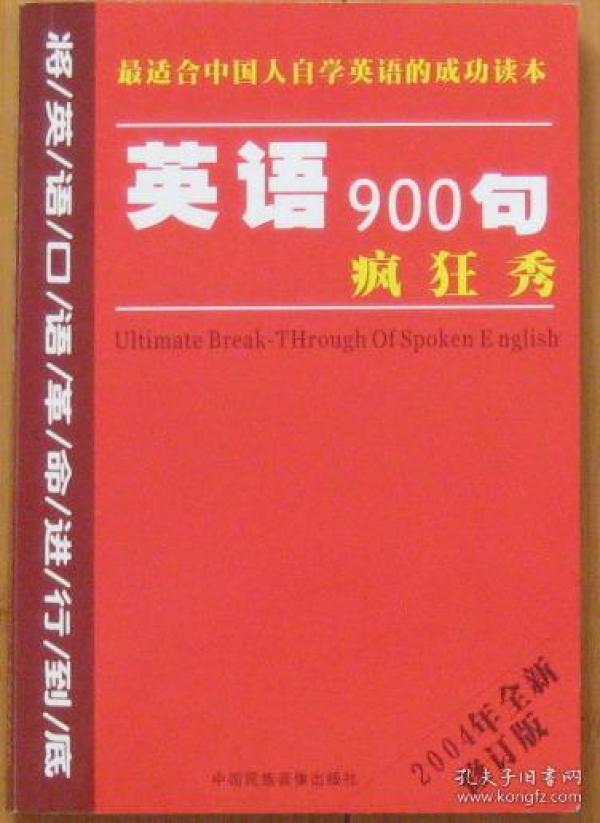 最适合中国人自学英语的成功读本
英语900句
疯狂秀
Ultimate Break-THrough Of Spoken E nglish
将/英/语/口/语/革/命/进/行/到/底
2004年全新
修订版
中国民族音像出版社
孔夫子旧书网
www.kongfz.com